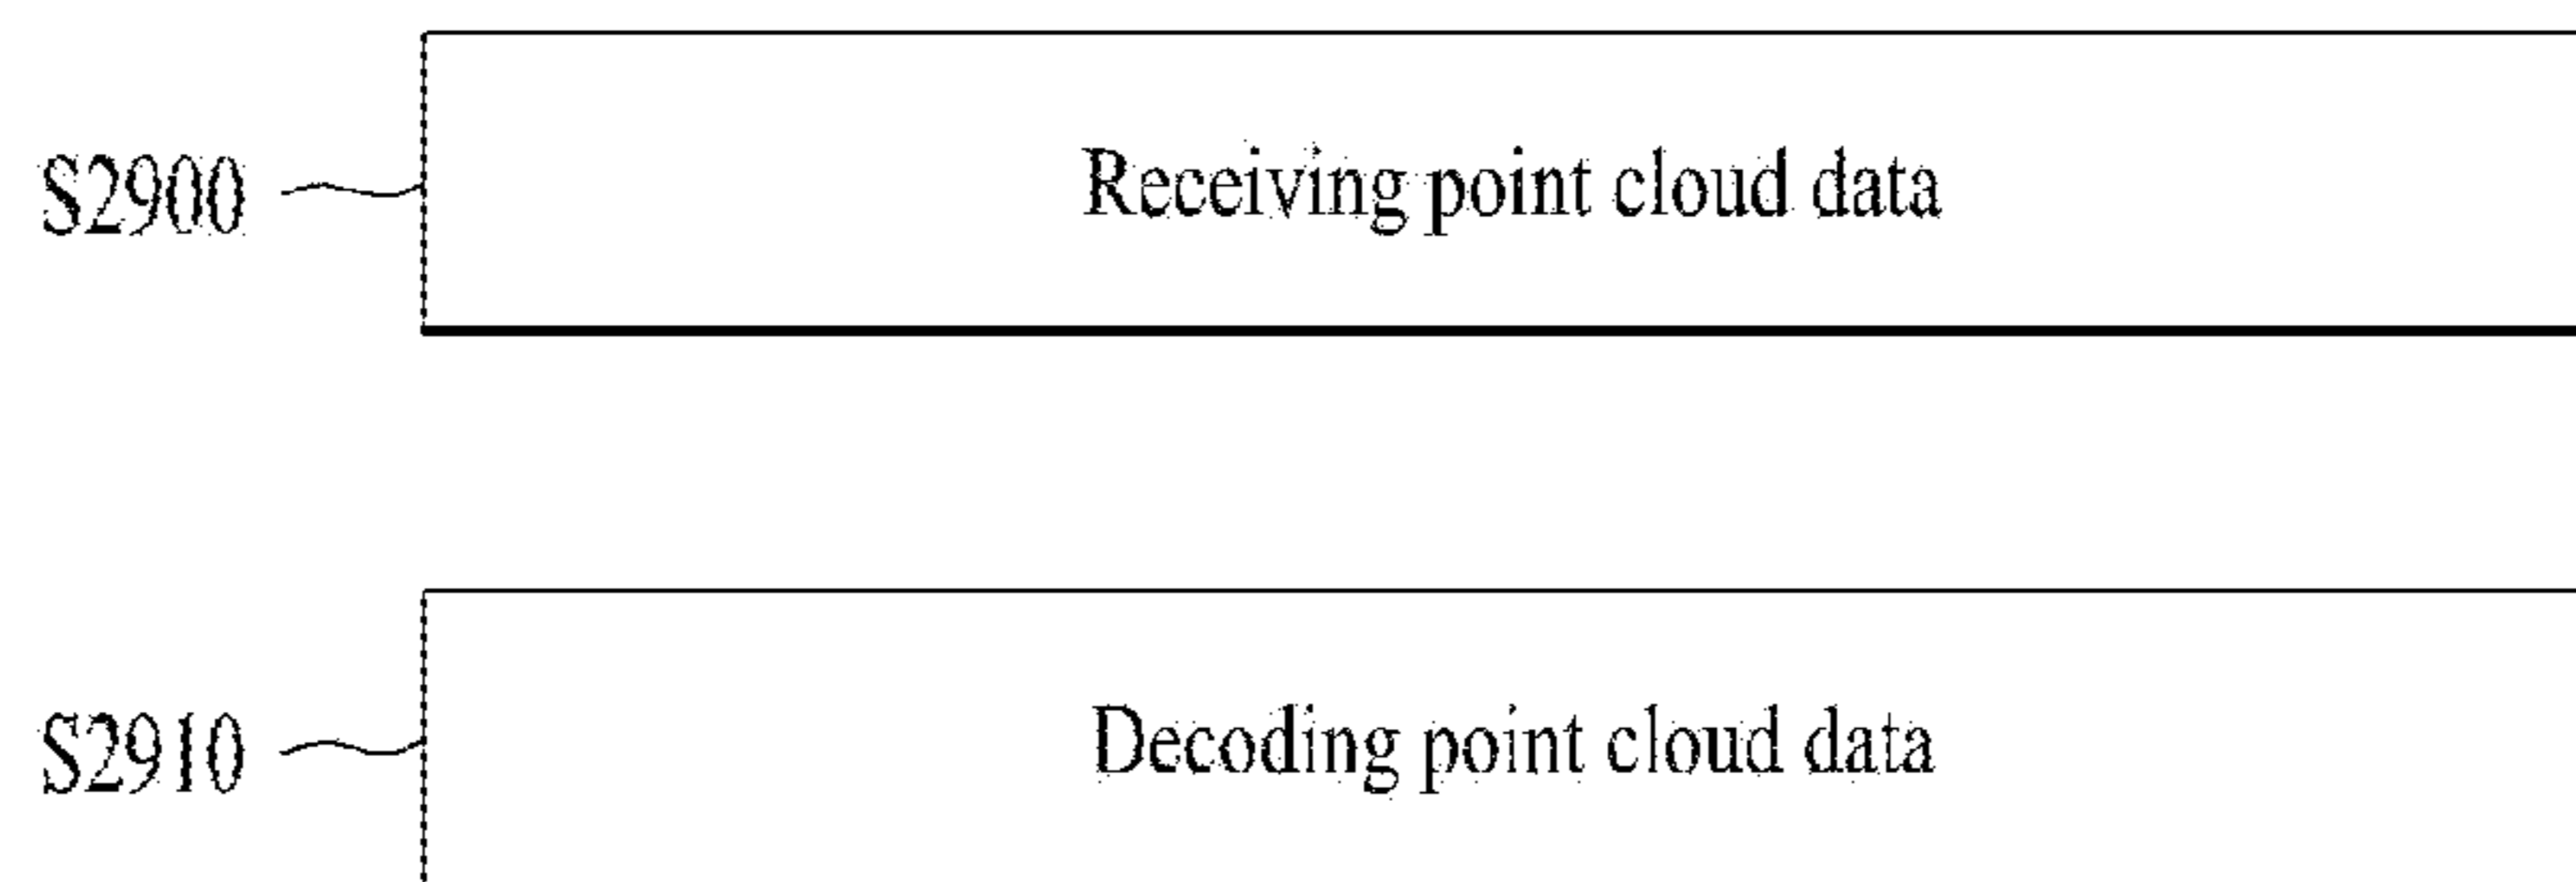 S2900 Receiving point cloud data
S2910 Decoding point cloud data